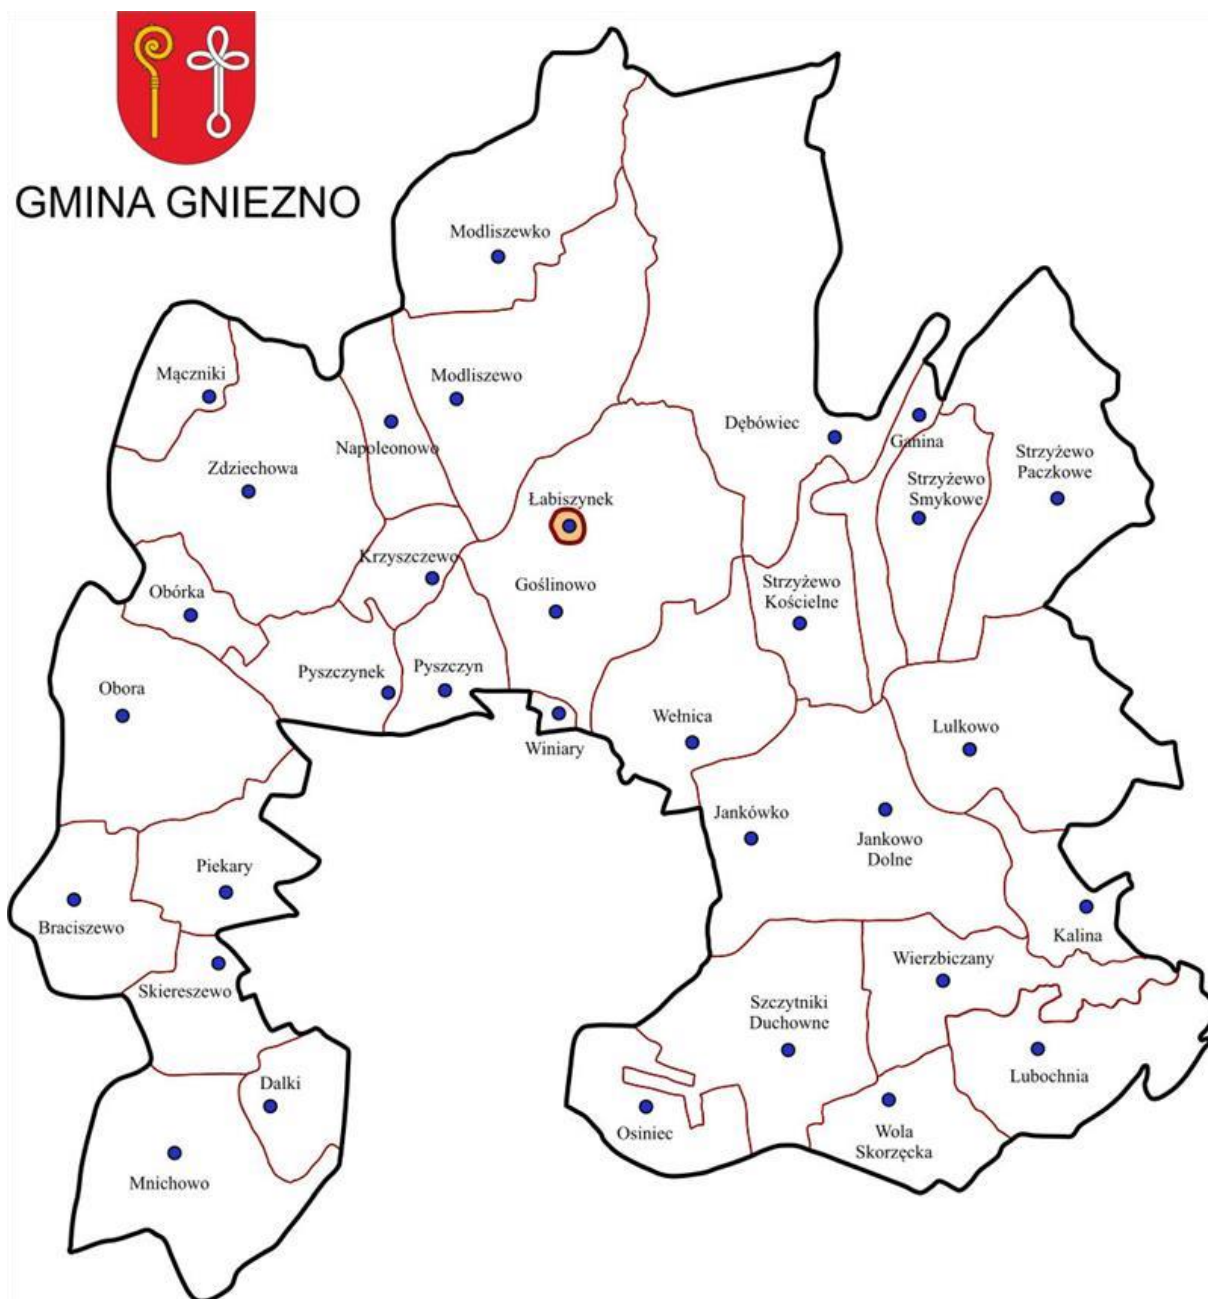 GMINA GNIEZNO
Modliszewko
Mączniki
Modliszewo
Napoleonowo
Dębówiec
Ganina
Strzyżewo
Paczkowe
Zdziechowa
Strzyżewo
Smykowe
Łabiszynek
Krzyszczewo
Obórka
Goślinowo
Strzyżewo
Kościelne
Pyszczynek
Pyszczyn
Obora
Wełnica
Winiary
Lulkowo
Jankówko
Jankowo
Dolne
Piekary
Braciszewo
Kalina
Skiereszewo
Wierzbiczany
Szczytniki
Duchowne
Dalki
Lubochnia
Osiniec
Wola
Skorzęcka
Mnichowo